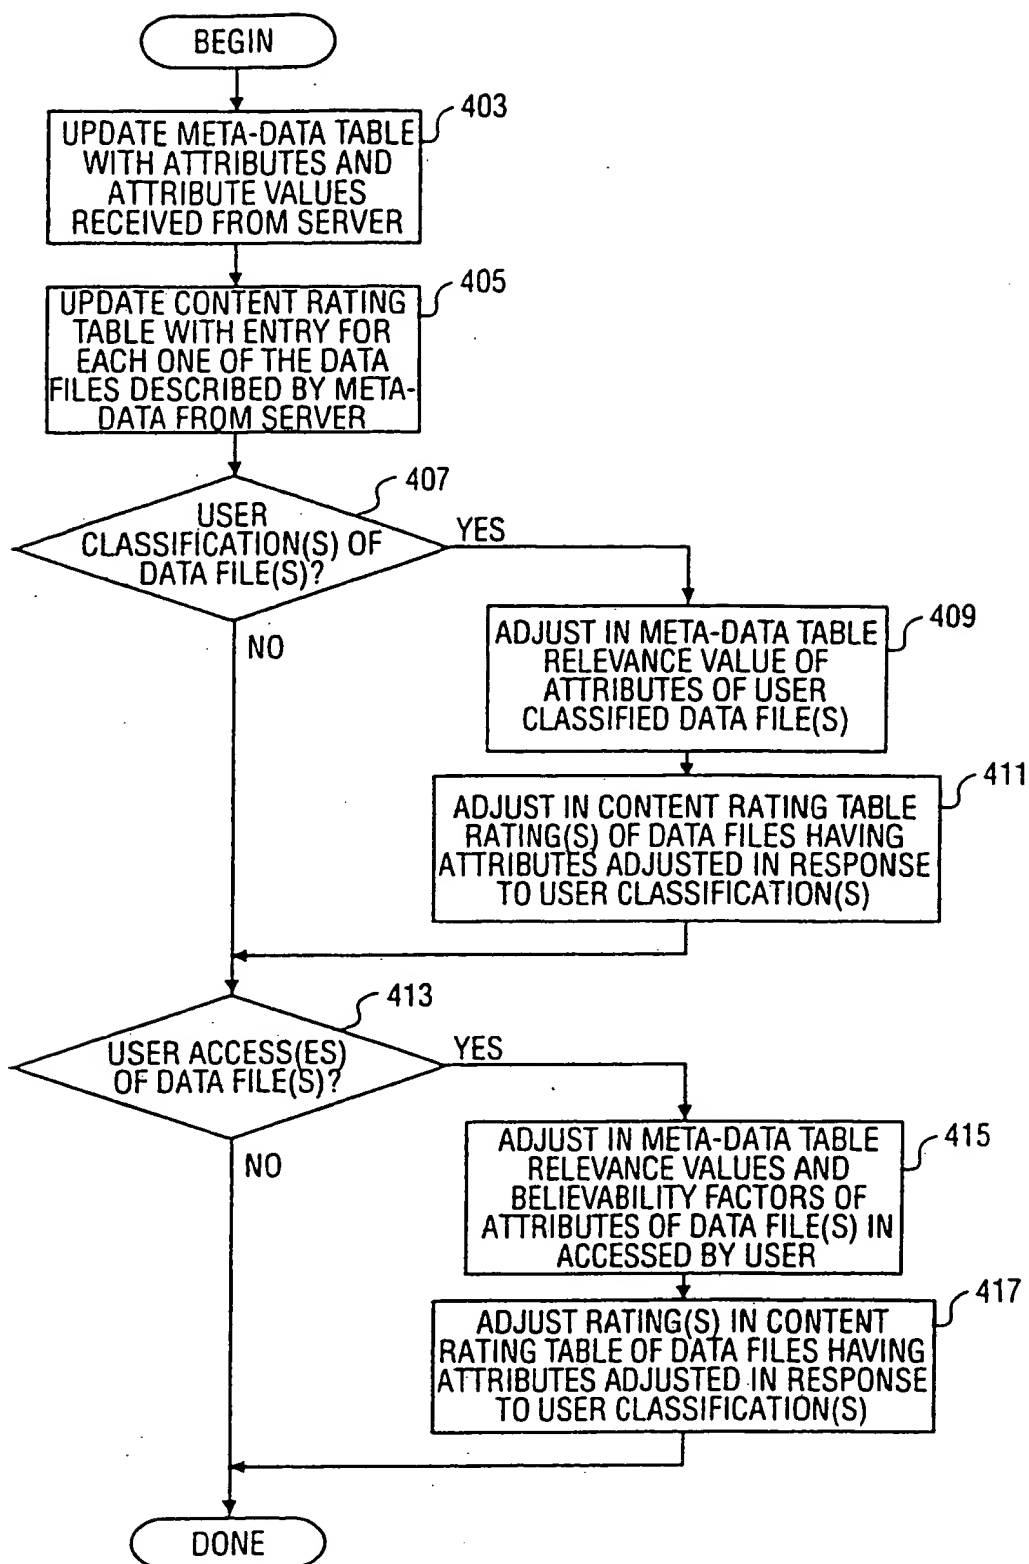 BEGIN
403
UPDATE META-DATA TABLE
WITH ATTRIBUTES AND
ATTRIBUTE VALUES
RECEIVED FROM SERVER
405
UPDATE CONTENT RATING
TABLE WITH ENTRY FOR
EACH ONE OF THE DATA
FILES DESCRIBED BY META-
DATA FROM SERVER
407
USER
CLASSIFICATION(S) OF
DATA FILE(S)?
YES
NO
409
ADJUST IN META-DATA TABLE
RELEVANCE VALUE OF
ATTRIBUTES OF USER
CLASSIFIED DATA FILE(S)
411
ADJUST IN CONTENT RATING TABLE
RATING(S) OF DATA FILES HAVING
ATTRIBUTES ADJUSTED IN RESPONSE
TO USER CLASSIFICATION(S)
413
USER ACCESS(ES)
OF DATA FILE(S)?
YES
NO
415
ADJUST IN META-DATA TABLE
RELEVANCE VALUES AND
BELIEVABILITY FACTORS OF
ATTRIBUTES OF DATA FILE(S) IN
ACCESSED BY USER
417
ADJUST RATING(S) IN CONTENT
RATING TABLE OF DATA FILES HAVING
ATTRIBUTES ADJUSTED IN RESPONSE
TO USER CLASSIFICATION(S)
DONE